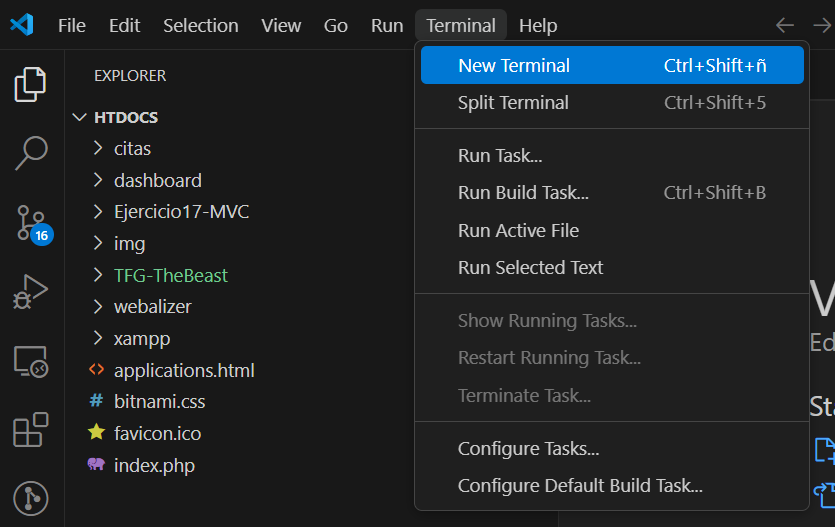 File Edit Selection View Go Run Terminal Help
EXPLORER
HTDOCS
citas
dashboard
Ejercicio17-MVC
img
TFG-TheBeast
webalizer
xampp
applications.html
bitnami.css
favicon.ico
index.php
16
New Terminal Ctrl+Shift+ñ
Split Terminal Ctrl+Shift+5
Run Task...
Run Build Task... Ctrl+Shift+B
Run Active File
Run Selected Text
Show Running Tasks...
Restart Running Task...
Terminate Task...
Configure Tasks...
Configure Default Build Task...